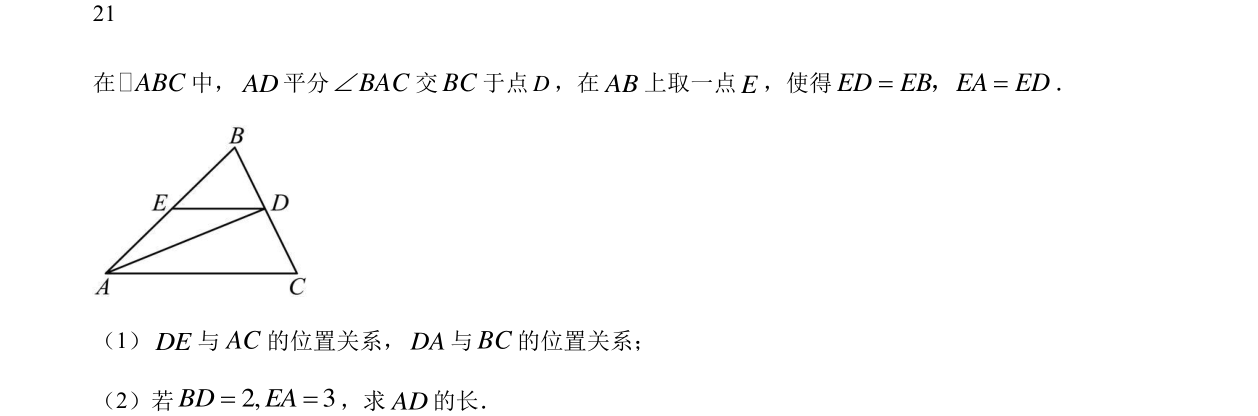 21
在□ABC中，AD平分∠BAC交BC于点D，在AB上取一点E，使得ED=EB，EA=ED．
B
E
D
A
C
（1）DE与AC的位置关系，DA与BC的位置关系；
（2）若BD=2,EA=3，求AD的长．